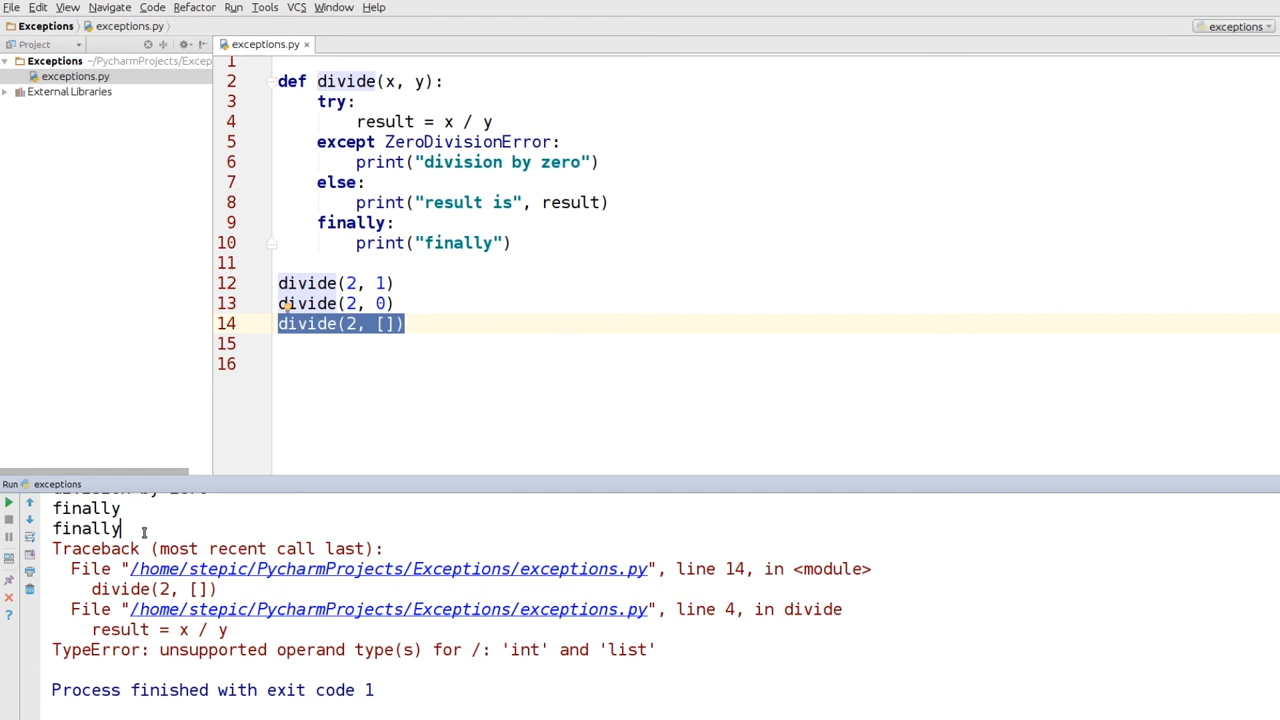 File Edit View Navigate Code Refactor Run Tools VCS Window Help
Exceptions exceptions.py exceptions
Project exceptions.py ×
Exceptions ~/PycharmProjects/Excep
exceptions.py
External Libraries
1
2 def divide(x, y):
3 try:
4 result = x / y
5 except ZeroDivisionError:
6 print("division by zero")
7 else:
8 print("result is", result)
9 finally:
10 print("finally")
11
12 divide(2, 1)
13 divide(2, 0)
14 divide(2, [])
15
16
Run exceptions
division by zero
finally
finally
Traceback (most recent call last):
File "/home/stepic/PycharmProjects/Exceptions/exceptions.py", line 14, in <module>
divide(2, [])
File "/home/stepic/PycharmProjects/Exceptions/exceptions.py", line 4, in divide
result = x / y
TypeError: unsupported operand type(s) for /: 'int' and 'list'
Process finished with exit code 1